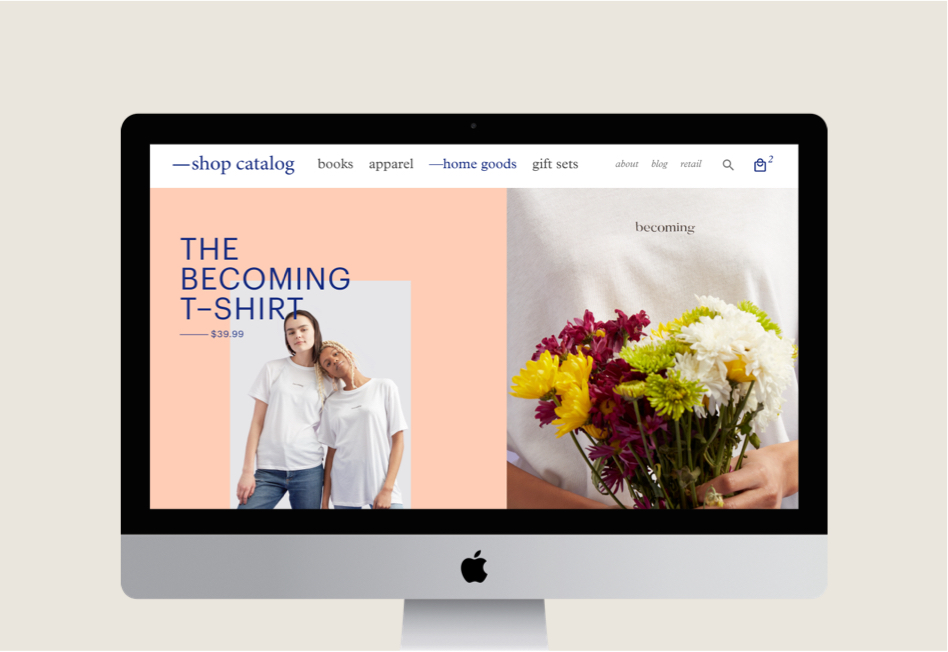 —shop catalog books apparel —home goods gift sets about blog retail 2
THE
BECOMING
T–SHIRT
—— $39.99
becoming